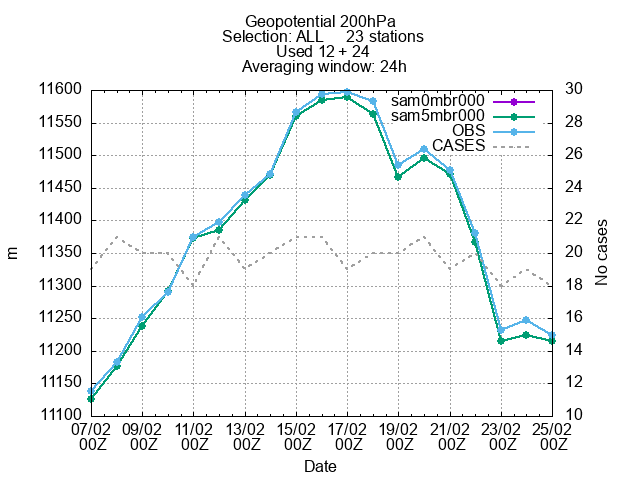 Geopotential 200hPa
Selection: ALL 23 stations
Used 12 + 24
Averaging window: 24h
11600
11550
11500
11450
11400
11350
11300
11250
11200
11150
11100
m
sam0mbr000
sam5mbr000
OBS
CASES
30
28
26
24
22
20
18
16
14
12
10
No cases
07/02 09/02 11/02 13/02 15/02 17/02 19/02 21/02 23/02 25/02
00Z 00Z 00Z 00Z 00Z 00Z 00Z 00Z 00Z 00Z
Date